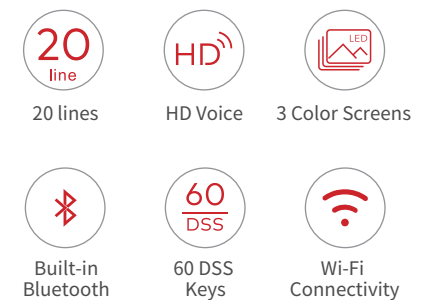 20
line
HD
LED
20 lines
HD Voice
3 Color Screens
60
DSS
Built-in
Bluetooth
60 DSS
Keys
Wi-Fi
Connectivity